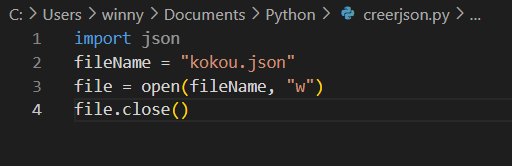 C: > Users > winny > Documents > Python > creerjson.py > ...
1 import json
2 fileName = "kokou.json"
3 file = open(fileName, "w")
4 file.close()